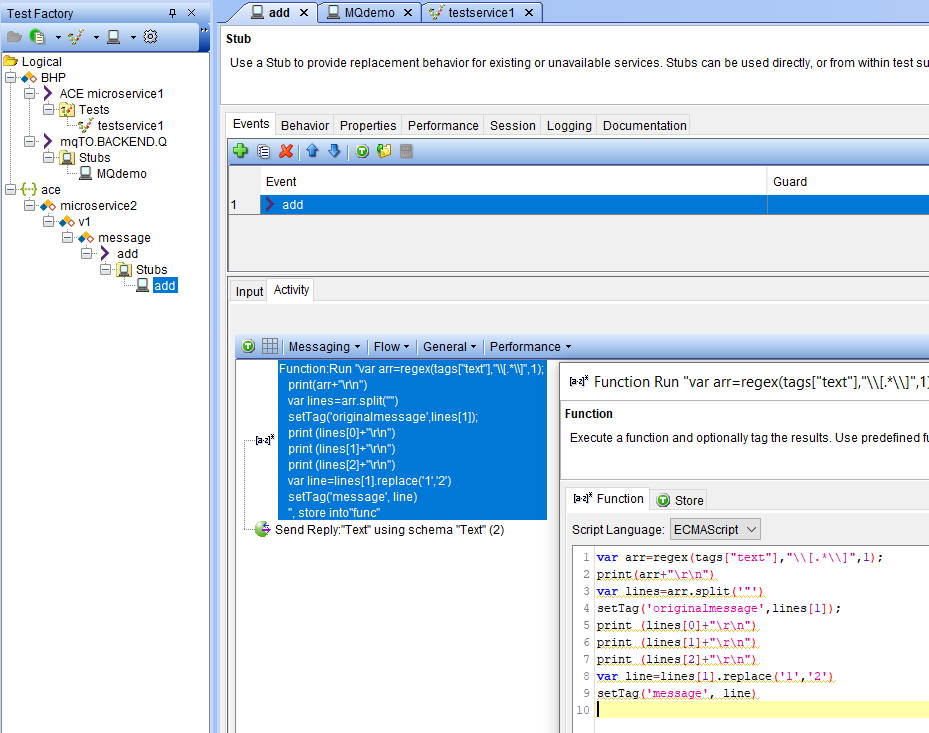 Test Factory
Logical
BHP
ACE microservice1
Tests
testservice1
mqTO.BACKEND.Q
Stubs
MQdemo
ace
microservice2
v1
message
add
Stubs
add
add
MQdemo
testservice1
Stub
Use a Stub to provide replacement behavior for existing or unavailable services. Stubs can be used directly, or from within test su
Events Behavior Properties Performance Session Logging Documentation
Event Guard
1 add
Input Activity
Messaging Flow General Performance
Function:Run "var arr=regex(tags["text"],"\\[.*\\]",1);
print(arr+"\r\n")
var lines=arr.split('"')
setTag('originalmessage',lines[1]);
print (lines[0]+"\r\n")
print (lines[1]+"\r\n")
print (lines[2]+"\r\n")
var line=lines[1].replace('1','2')
setTag('message', line)
", store into"func"
Send Reply:"Text" using schema "Text" (2)
[a-z]* Function Run "var arr=regex(tags["text"],"\\[.*\\]",1)
Function
Execute a function and optionally tag the results. Use predefined fu
Function Store
Script Language: ECMAScript
1 var arr=regex(tags["text"],"\\[.*\\]",1);
2 print(arr+"\r\n")
3 var lines=arr.split('"')
4 setTag('originalmessage',lines[1]);
5 print (lines[0]+"\r\n")
6 print (lines[1]+"\r\n")
7 print (lines[2]+"\r\n")
8 var line=lines[1].replace('1','2')
9 setTag('message', line)
10